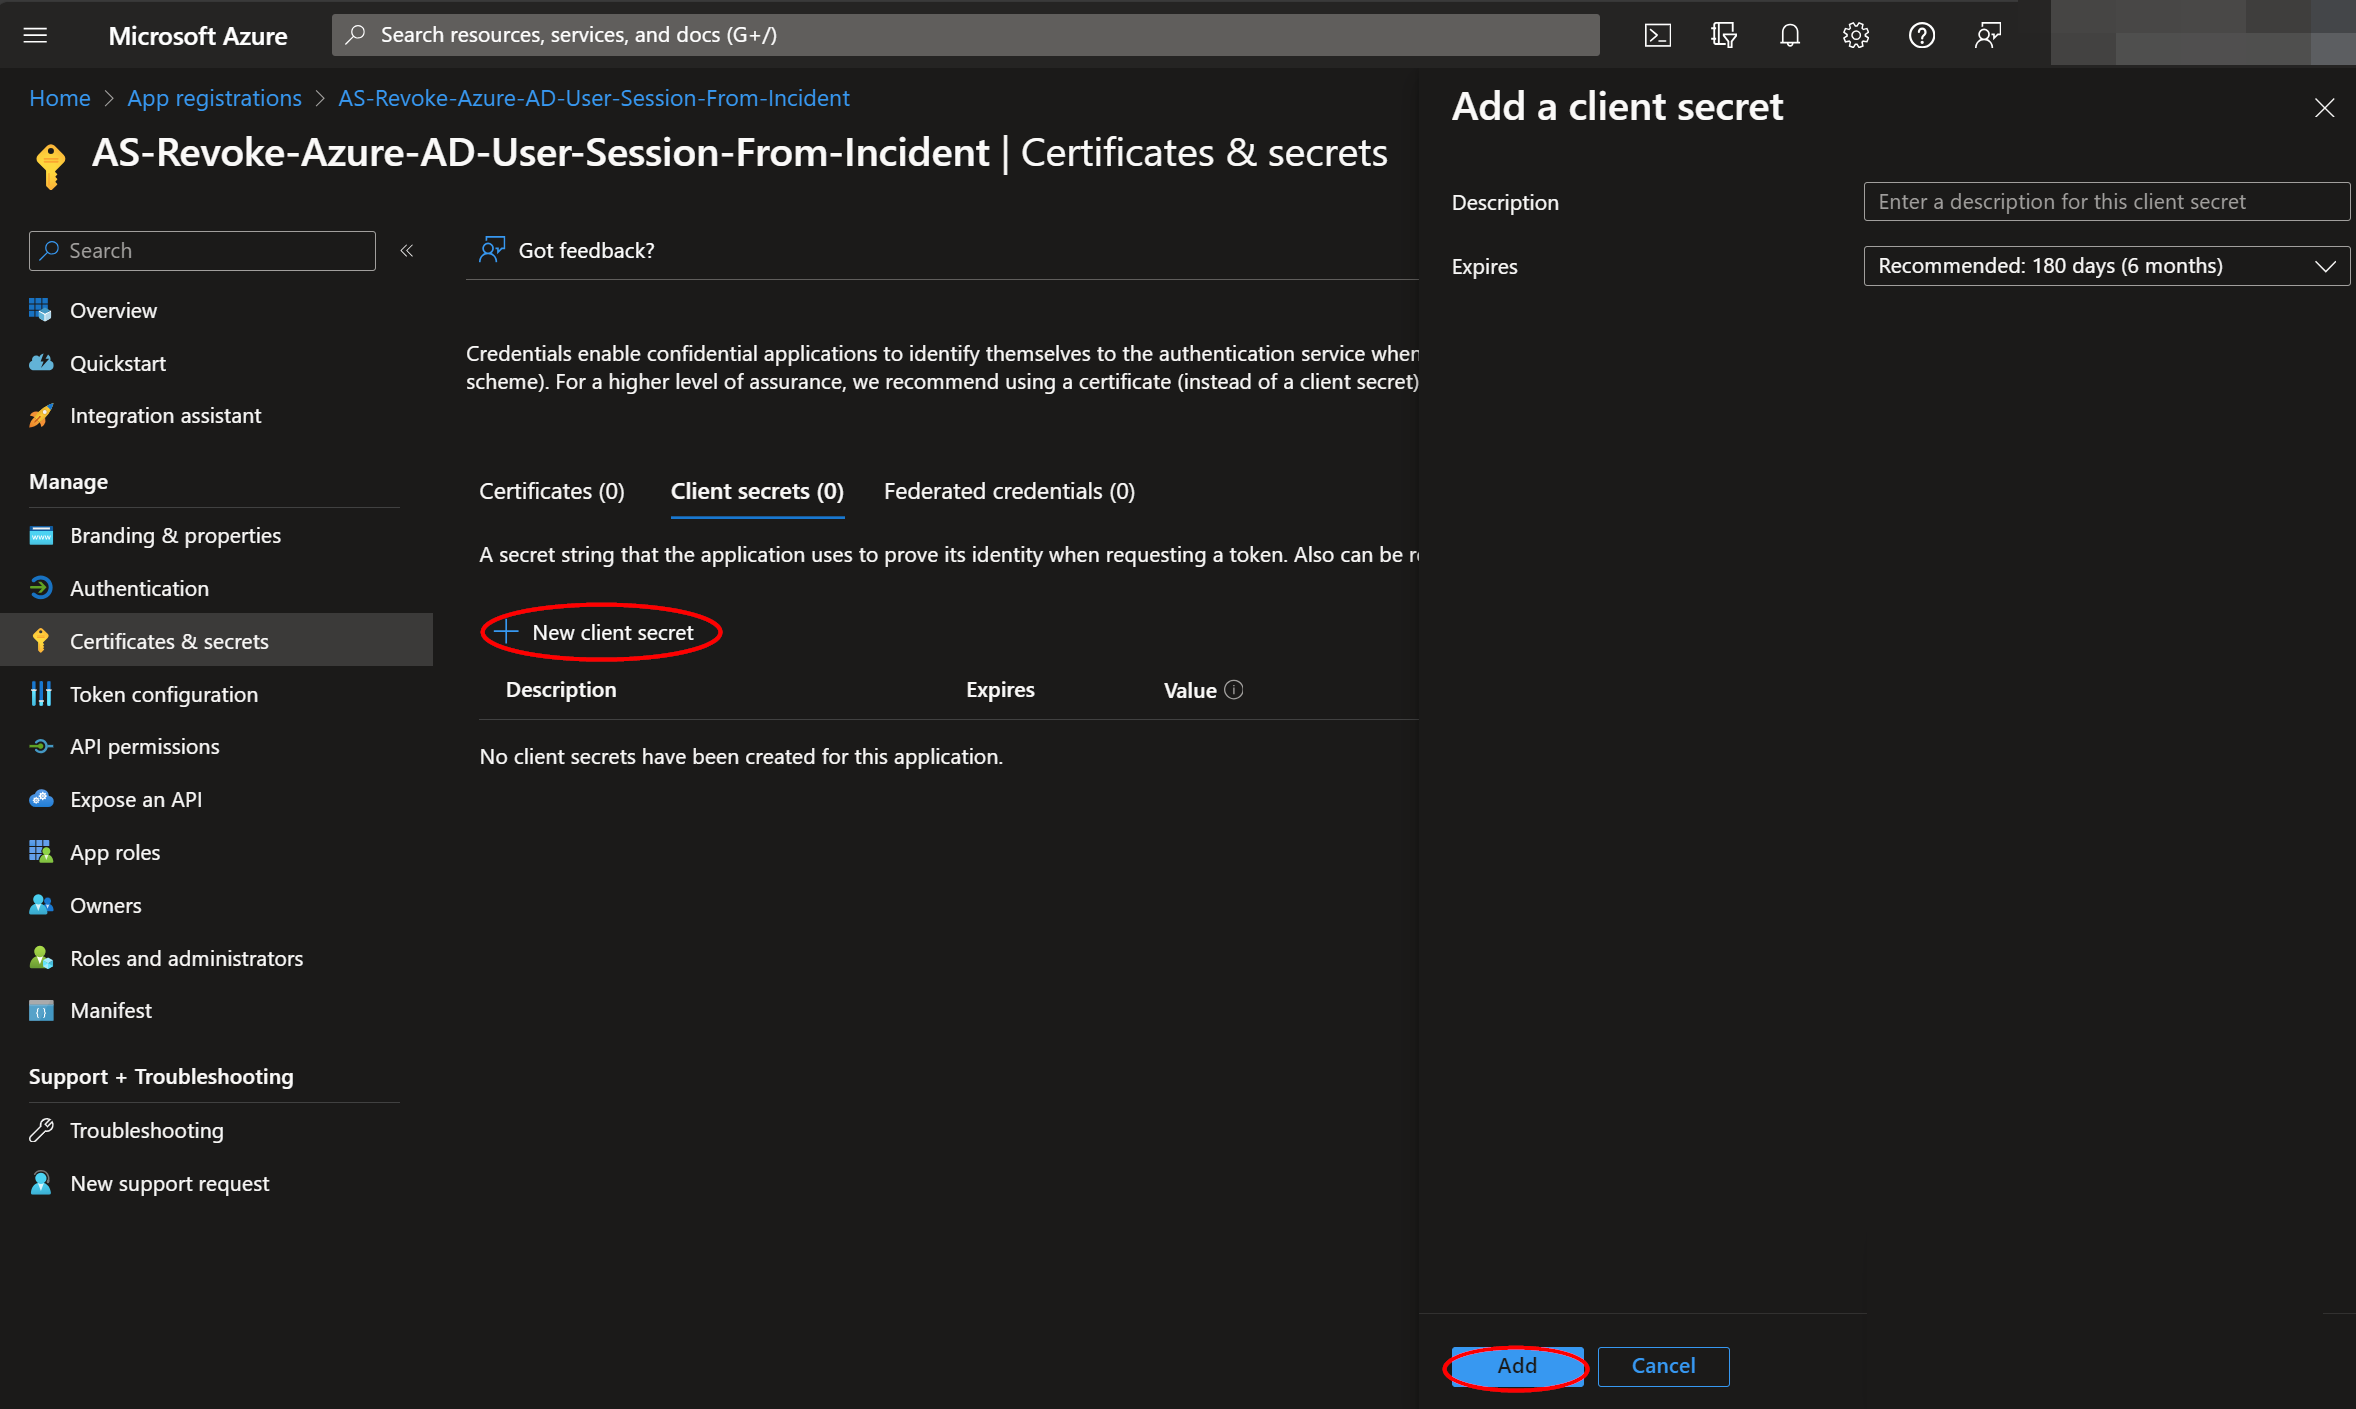 Microsoft Azure
Search resources, services, and docs (G+/)
Home > App registrations > AS-Revoke-Azure-AD-User-Session-From-Incident
AS-Revoke-Azure-AD-User-Session-From-Incident | Certificates & secrets
Search
«
Overview
Quickstart
Integration assistant
Manage
Branding & properties
Authentication
Certificates & secrets
Token configuration
API permissions
Expose an API
App roles
Owners
Roles and administrators
Manifest
Support + Troubleshooting
Troubleshooting
New support request
Got feedback?
Credentials enable confidential applications to identify themselves to the authentication service when
scheme). For a higher level of assurance, we recommend using a certificate (instead of a client secret)
Certificates (0) Client secrets (0) Federated credentials (0)
A secret string that the application uses to prove its identity when requesting a token. Also can be
New client secret
Description Expires Value
No client secrets have been created for this application.
Add a client secret
Description Enter a description for this client secret
Expires Recommended: 180 days (6 months)
Add Cancel